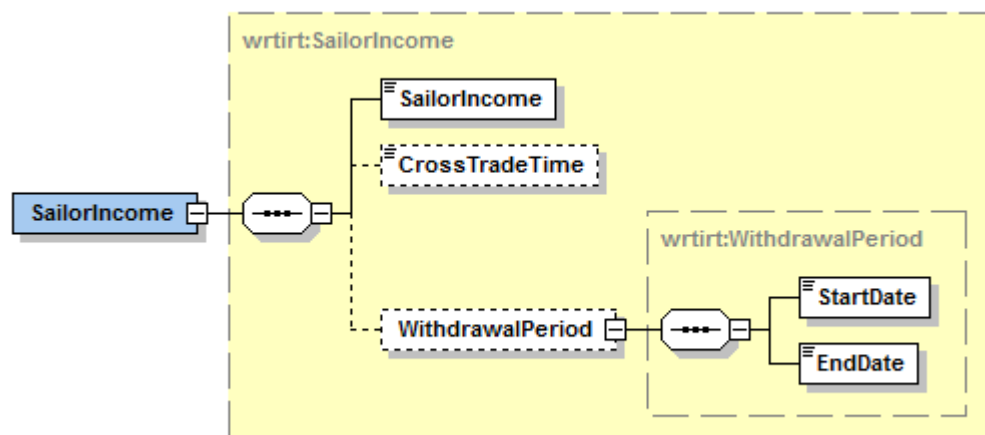 wrtirt:SailorIncome
SailorIncome
CrossTradeTime
SailorIncome
wrtirt:WithdrawalPeriod
StartDate
WithdrawalPeriod
EndDate